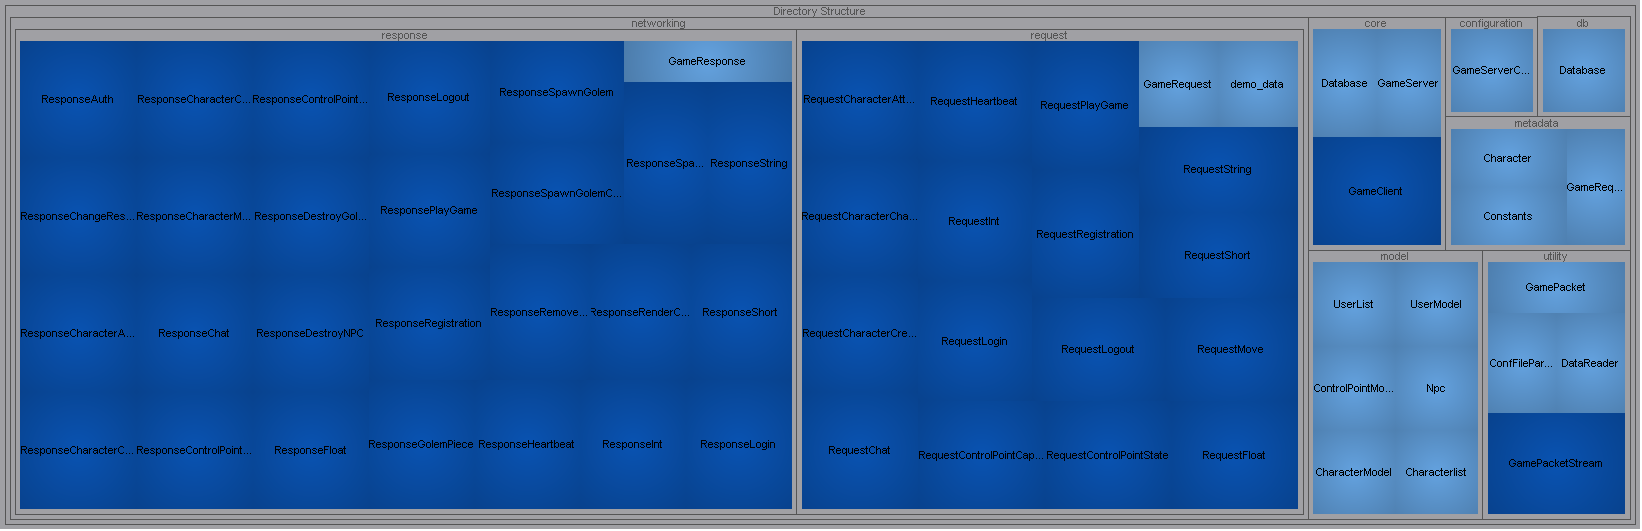 Directory Structure
networking
response
ResponseAuth
ResponseCharacterC...
ResponseControlPoint...
ResponseLogout
ResponseSpawnGolem
GameResponse
ResponseSpa...
ResponseString
ResponseSpawnGolemC...
ResponseChangeRes...
ResponseCharacterM...
ResponseDestroyGol...
ResponsePlayGame
ResponseCharacterA...
ResponseChat
ResponseDestroyNPC
ResponseRegistration
ResponseRemove...
ResponseRenderC...
ResponseShort
ResponseCharacterC...
ResponseControlPoint...
ResponseFloat
ResponseGolemPiece
ResponseHeartbeat
ResponseInt
ResponseLogin
request
RequestCharacterAtt...
RequestHeartbeat
RequestPlayGame
GameRequest
demo_data
RequestString
RequestCharacterCha...
RequestInt
RequestRegistration
RequestShort
RequestCharacterCre...
RequestLogin
RequestLogout
RequestMove
RequestChat
RequestControlPointCap...
RequestControlPointState
RequestFloat
core
Database
GameServer
GameClient
configuration
GameServerC...
db
Database
metadata
Character
Constants
GameReq...
model
UserList
UserModel
ControlPointMo...
Npc
CharacterModel
Characterlist
utility
GamePacket
ConfFilePar...
DataReader
GamePacketStream